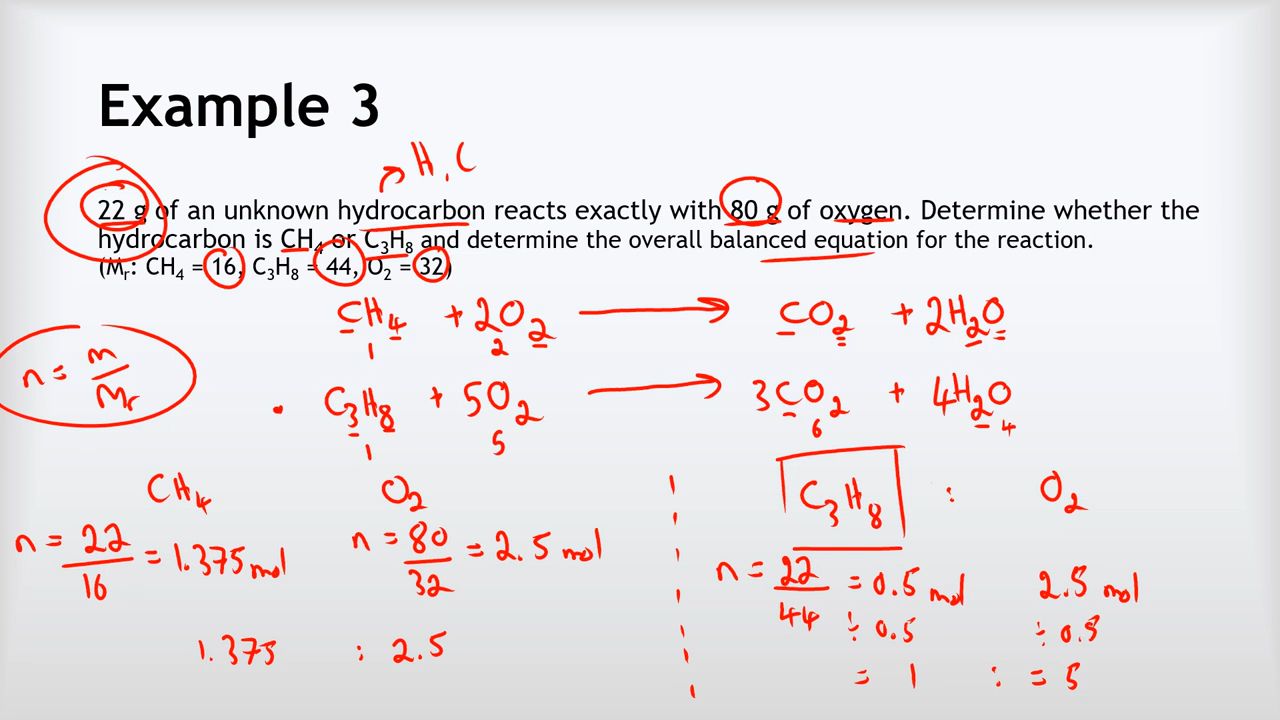 Example 3
H, C
22 g of an unknown hydrocarbon reacts exactly with 80 g of oxygen. Determine whether the
hydrocarbon is CH₄ or C₃H₈ and determine the overall balanced equation for the reaction.
(Mᵣ: CH₄ = 16, C₃H₈ = 44, O₂ = 32)
CH₄ + 2O₂ → CO₂ + 2H₂O
1 2
n = m/Mr
C₃H₈ + 5O₂ → 3CO₂ + 4H₂O
1 5 6 4
CH₄ O₂ C₃H₈ : O₂
n = 22/16 = 1.375 mol n = 80/32 = 2.5 mol n = 22/44 = 0.5 mol 2.5 mol
÷ 0.5 ÷ 0.5
1.375 : 2.5 = 1 : = 5